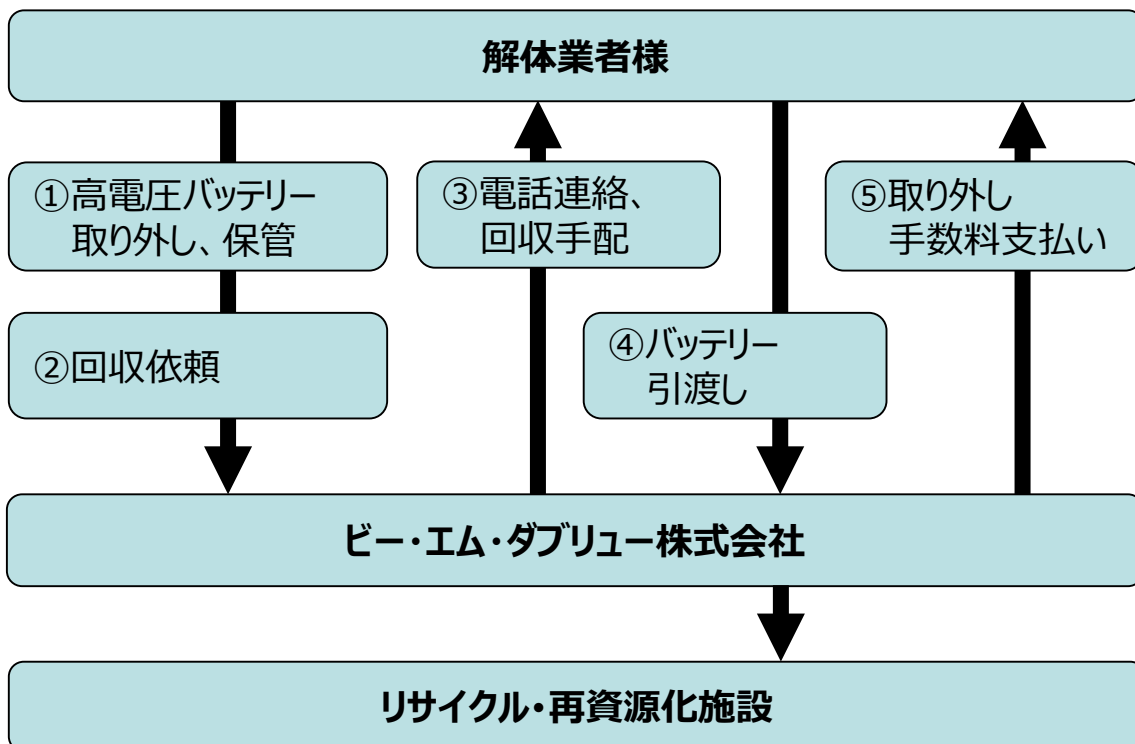 解体業者様
①高電圧バッテリー
取り外し、保管
②回収依頼
③電話連絡、
回収手配
④バッテリー
引渡し
⑤取り外し
手数料支払い
ビー・エム・ダブリュー株式会社
リサイクル・再資源化施設